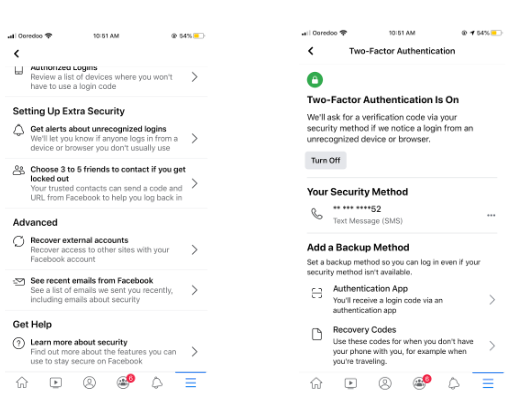 Ooredoo
10:51 AM
54%
Authorized Logins
Review a list of devices where you won't
have to use a login code
Setting Up Extra Security
Get alerts about unrecognized logins
We'll let you know if anyone logs in from a
device or browser you don't usually use
Choose 3 to 5 friends to contact if you get
locked out
Your trusted contacts can send a code and
URL from Facebook to help you log back in
Advanced
Recover external accounts
Recover access to other sites with your
Facebook account
See recent emails from Facebook
See a list of emails we sent you recently,
including emails about security
Get Help
Learn more about security
Find out more about the features you can
use to stay secure on Facebook
6
Ooredoo
10:51 AM
54%
Two-Factor Authentication
Two-Factor Authentication Is On
We'll ask for a verification code via your
security method if we notice a login from an
unrecognized device or browser.
Turn Off
Your Security Method
** *** ****52
Text Message (SMS)
Add a Backup Method
Set a backup method so you can log in even if your
security method isn't available.
Authentication App
You'll receive a login code via an
authentication app
Recovery Codes
Use these codes for when you don't have
your phone with you, for example when
you're traveling.